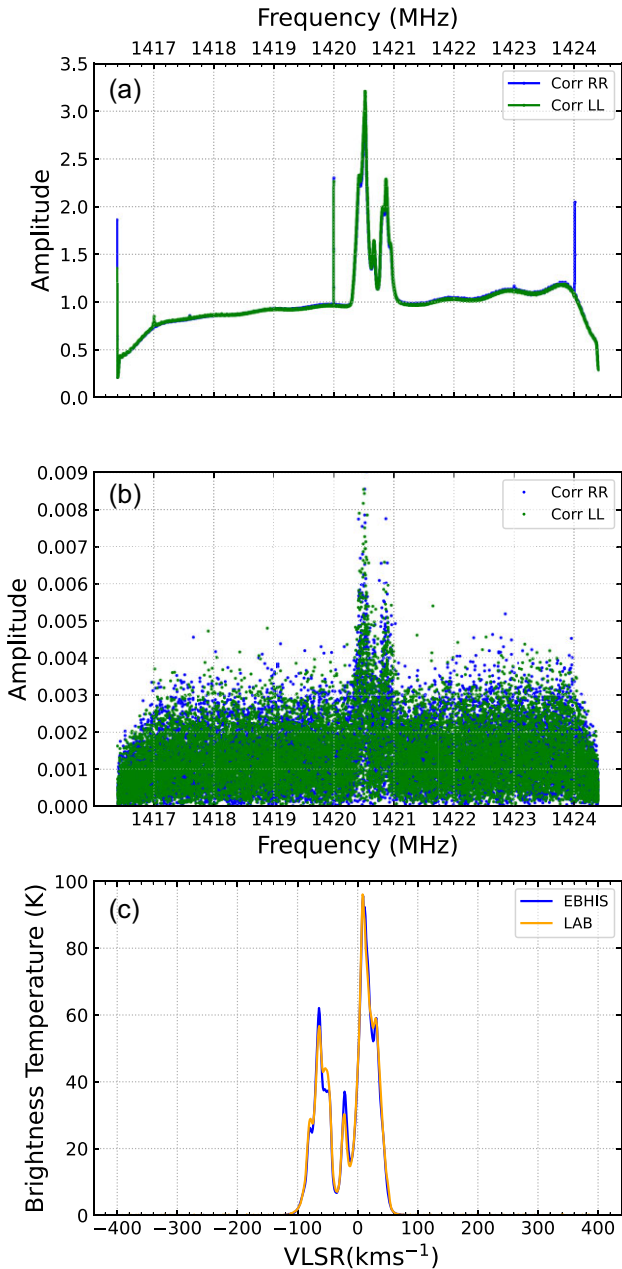 Frequency (MHz)
1417 1418 1419 1420 1421 1422 1423 1424
(a)
Corr RR
Corr LL
Amplitude
3.5
3.0
2.5
2.0
1.5
1.0
0.5
0.0
(b)
Corr RR
Corr LL
Amplitude
0.009
0.008
0.007
0.006
0.005
0.004
0.003
0.002
0.001
0.000
1417 1418 1419 1420 1421 1422 1423 1424
Frequency (MHz)
(c)
EBHIS
LAB
Brightness Temperature (K)
100
80
60
40
20
0
−400 −300 −200 −100 0 100 200 300 400
VLSR(kms⁻¹)